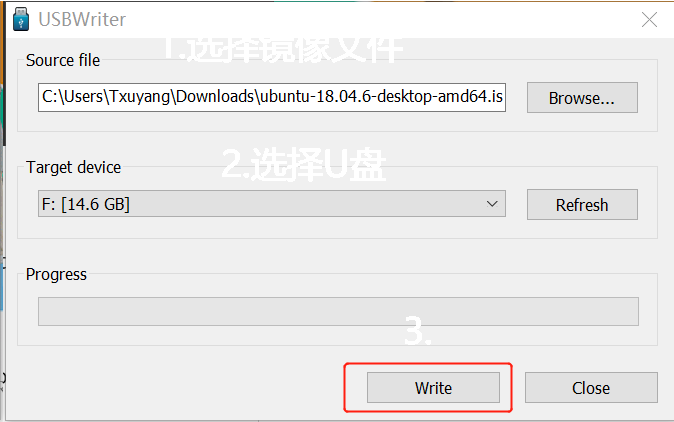 USBWriter
1.选择镜像文件
Source file
C:\Users\Txuyang\Downloads\ubuntu-18.04.6-desktop-amd64.is
Browse...
2.选择U盘
Target device
F: [14.6 GB]
Refresh
Progress
3.
Write
Close